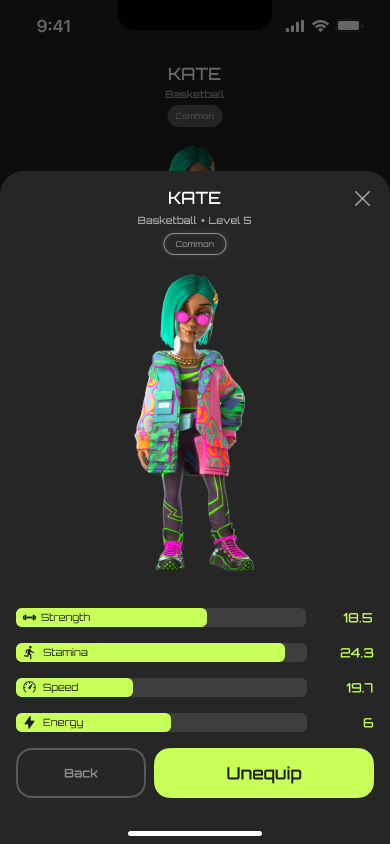 9:41
KATE
Basketball
Common
KATE
Basketball • Level 5
Common
Strength 18.5
Stamina 24.3
Speed 19.7
Energy 6
Back Unequip